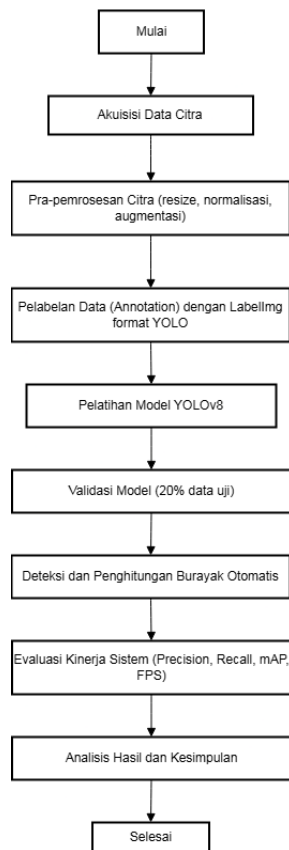 Mulai
Akuisisi Data Citra
Pra-pemrosesan Citra (resize, normalisasi,
augmentasi)
Pelabelan Data (Annotation) dengan LabelImg
format YOLO
Pelatihan Model YOLOv8
Validasi Model (20% data uji)
Deteksi dan Penghitungan Burayak Otomatis
Evaluasi Kinerja Sistem (Precision, Recall, mAP,
FPS)
Analisis Hasil dan Kesimpulan
Selesai